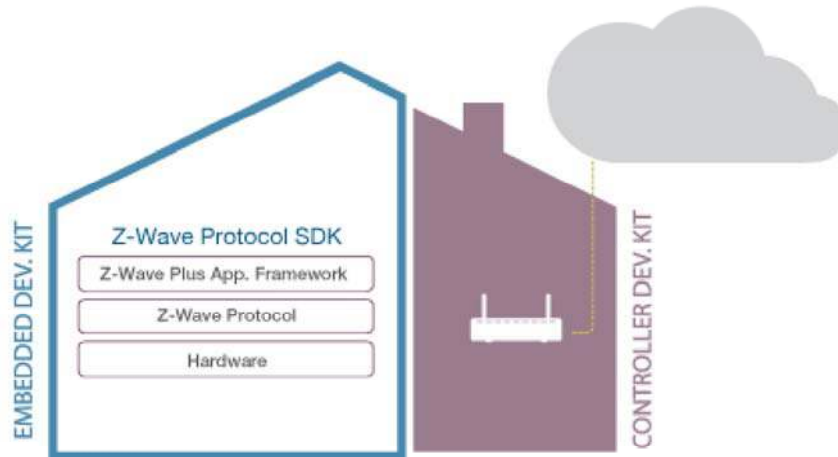 EMBEDDED DEV. KIT
Z-Wave Protocol SDK
Z-Wave Plus App. Framework
Z-Wave Protocol
Hardware
CONTROLLER DEV. KIT